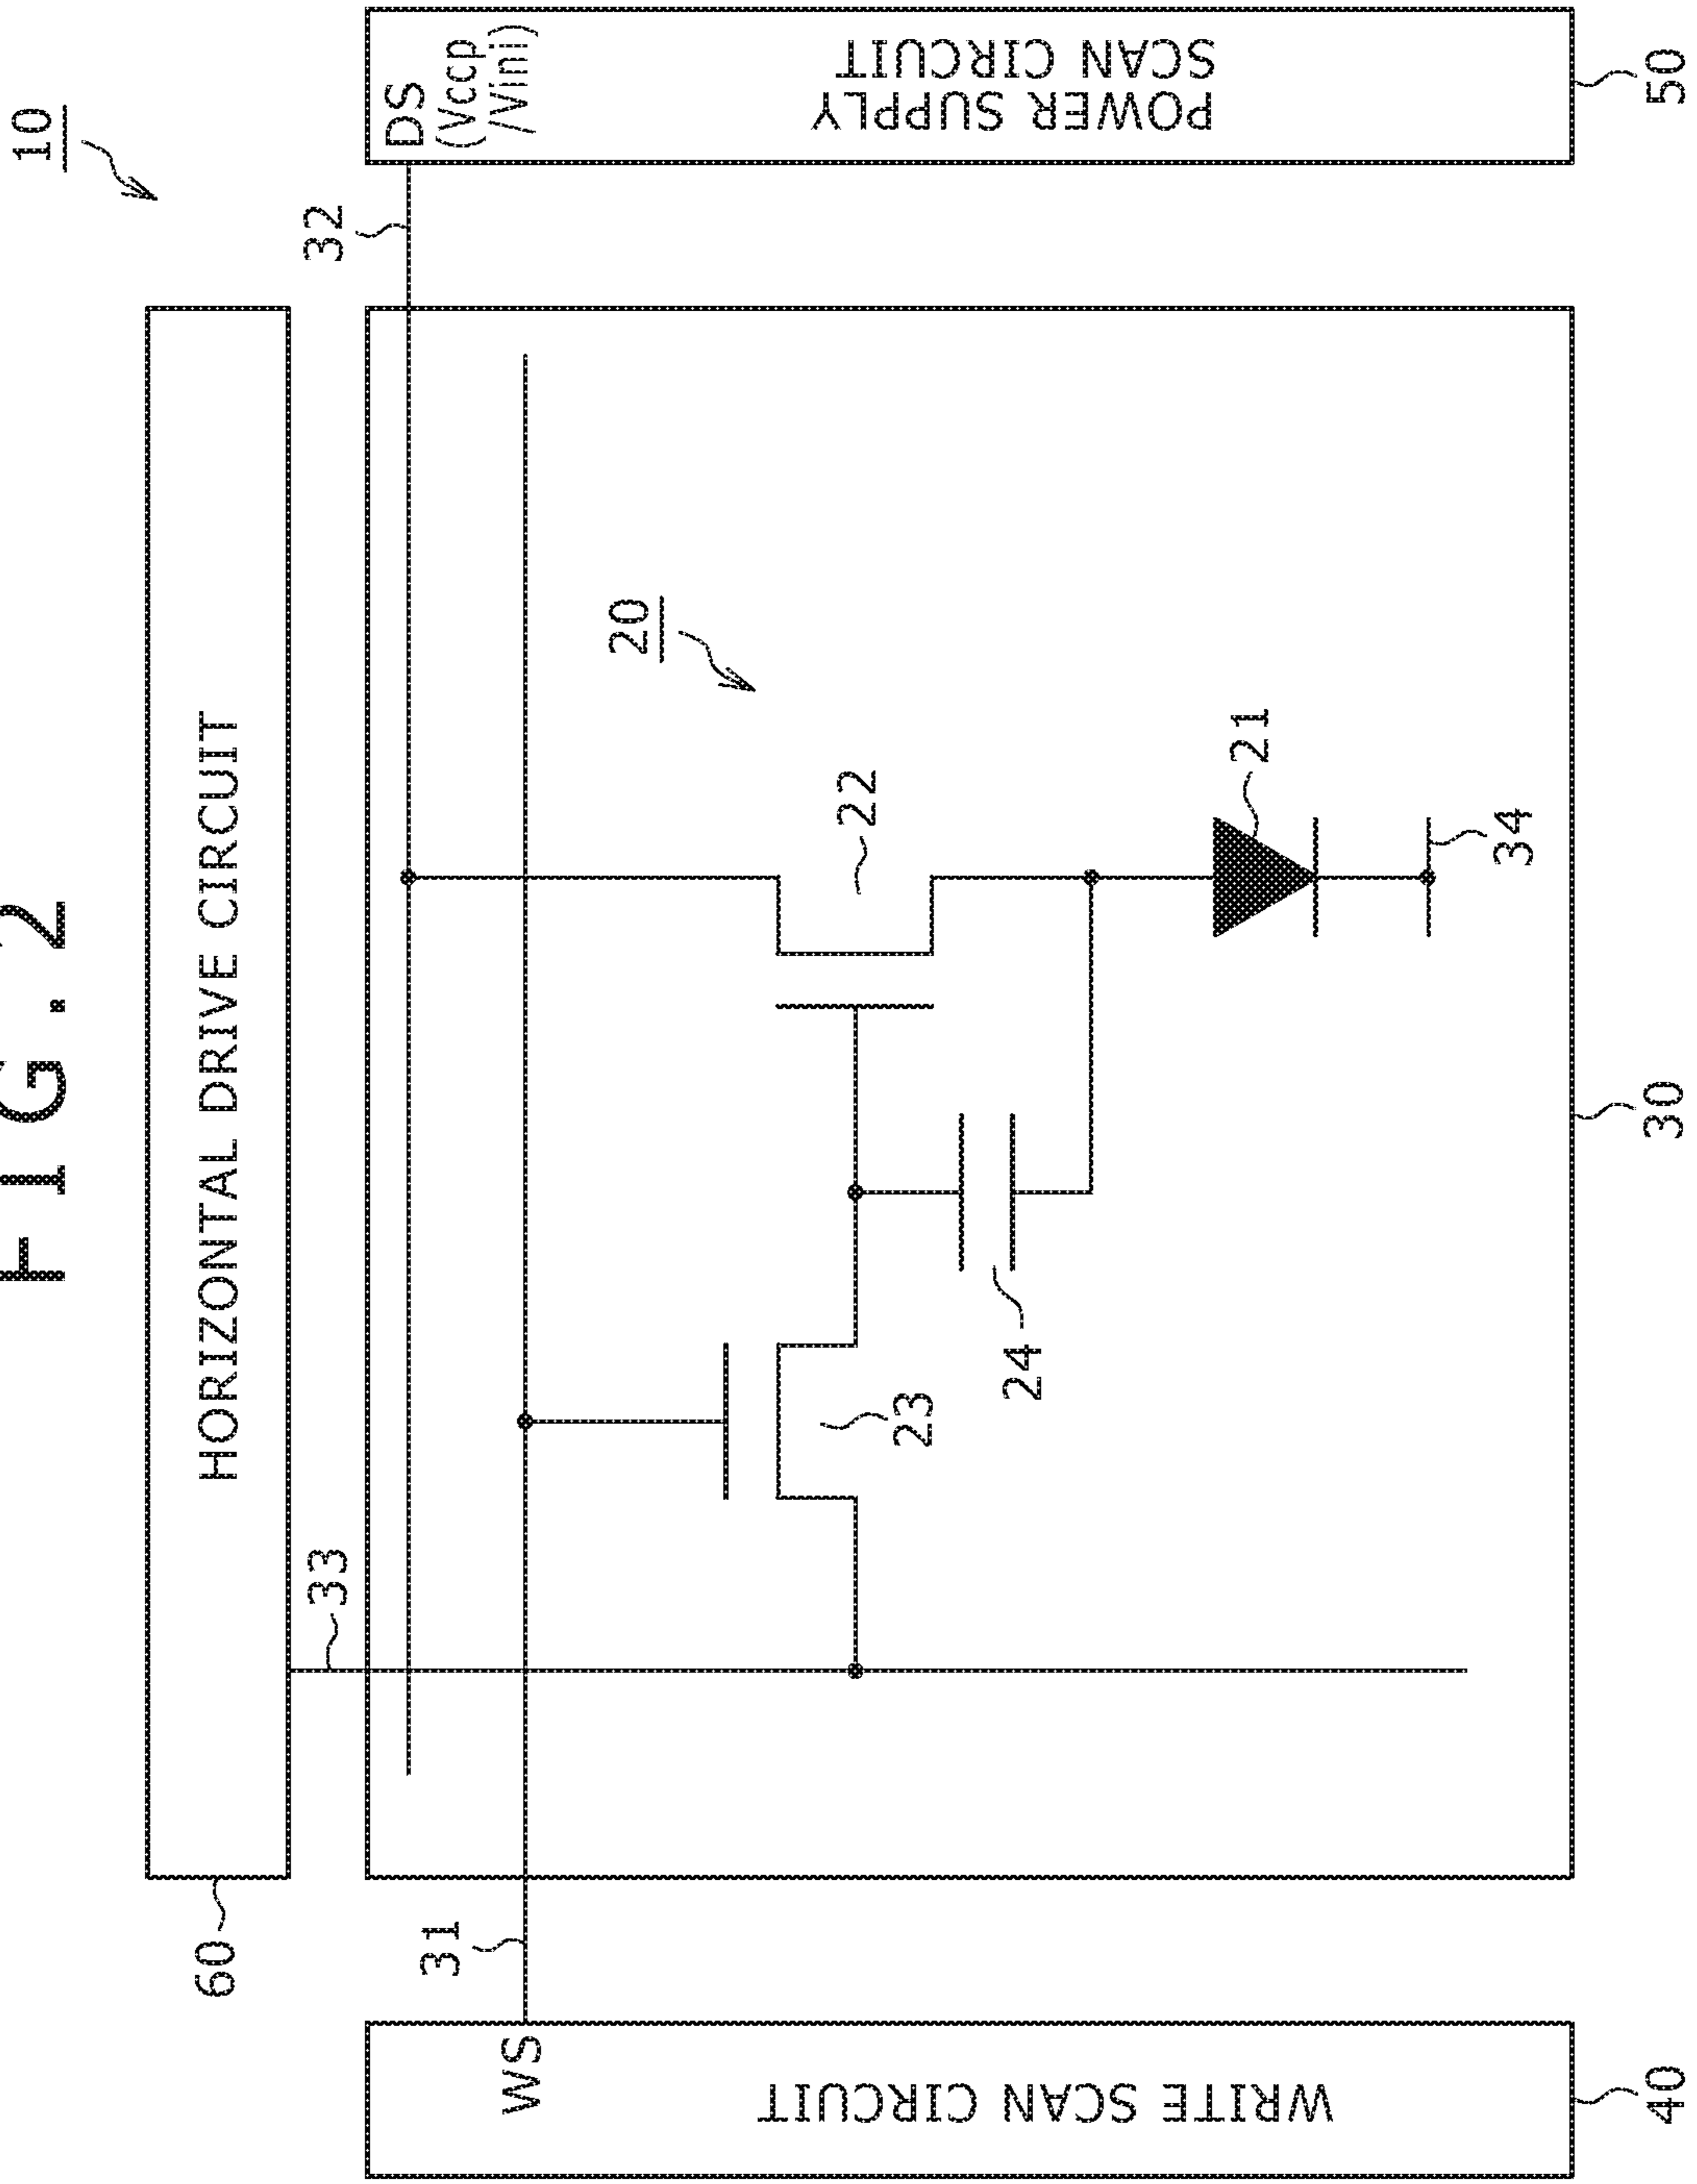 FIG.2
10
60
HORIZONTAL DRIVE CIRCUIT
33
32
31
WS
DS
(Vccp
/Vini)
20
22
23
24
21
34
WRITE SCAN CIRCUIT
POWER SUPPLY
SCAN CIRCUIT
40
30
50